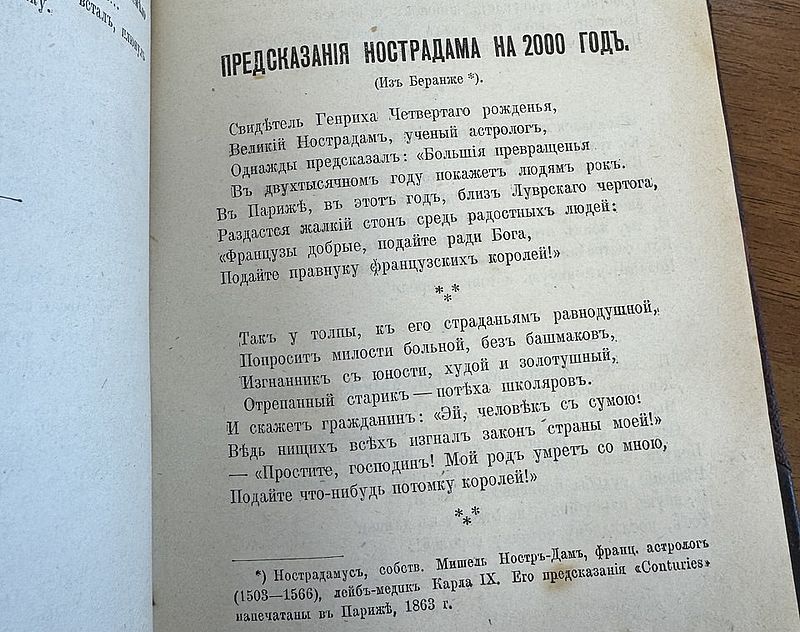 встал, плюнул
ку.
ПРЕДСКАЗАНІЯ НОСТРАДАМА НА 2000 ГОДЪ.
(Изъ Беранже *).
Свидѣтель Генриха Четвертаго рожденья,
Великій Нострадамъ, ученый астрологъ,
Однажды предсказалъ: «Большія превращенья
Въ двухтысячномъ году покажетъ людямъ рокъ.
Въ Парижѣ, въ этотъ годъ, близъ Луврскаго чертога,
Раздастся жалкій стонъ средь радостныхъ людей:
«Французы добрые, подайте ради Бога,
Подайте правнуку французскихъ королей!»
* *
*
Такъ у толпы, къ его страданьямъ равнодушной,
Попроситъ милости больной, безъ башмаковъ,
Изгнанникъ съ юности, худой и золотушный,
Отрепанный старикъ — потѣха школяровъ.
И скажетъ гражданинъ: «Эй, человѣкъ съ сумою!
Вѣдь нищихъ всѣхъ изгналъ законъ страны моей!»
— «Простите, господинъ! Мой родъ умретъ со мною,
Подайте что-нибудь потомку королей!»
* *
*
*) Нострадамусъ, собств. Мишель Ностръ-Дамъ, франц. астрологъ
(1503—1566), лейбъ-медикъ Карла IX. Его предсказанія «Conturies»
напечатаны въ Парижѣ, 1863 г.